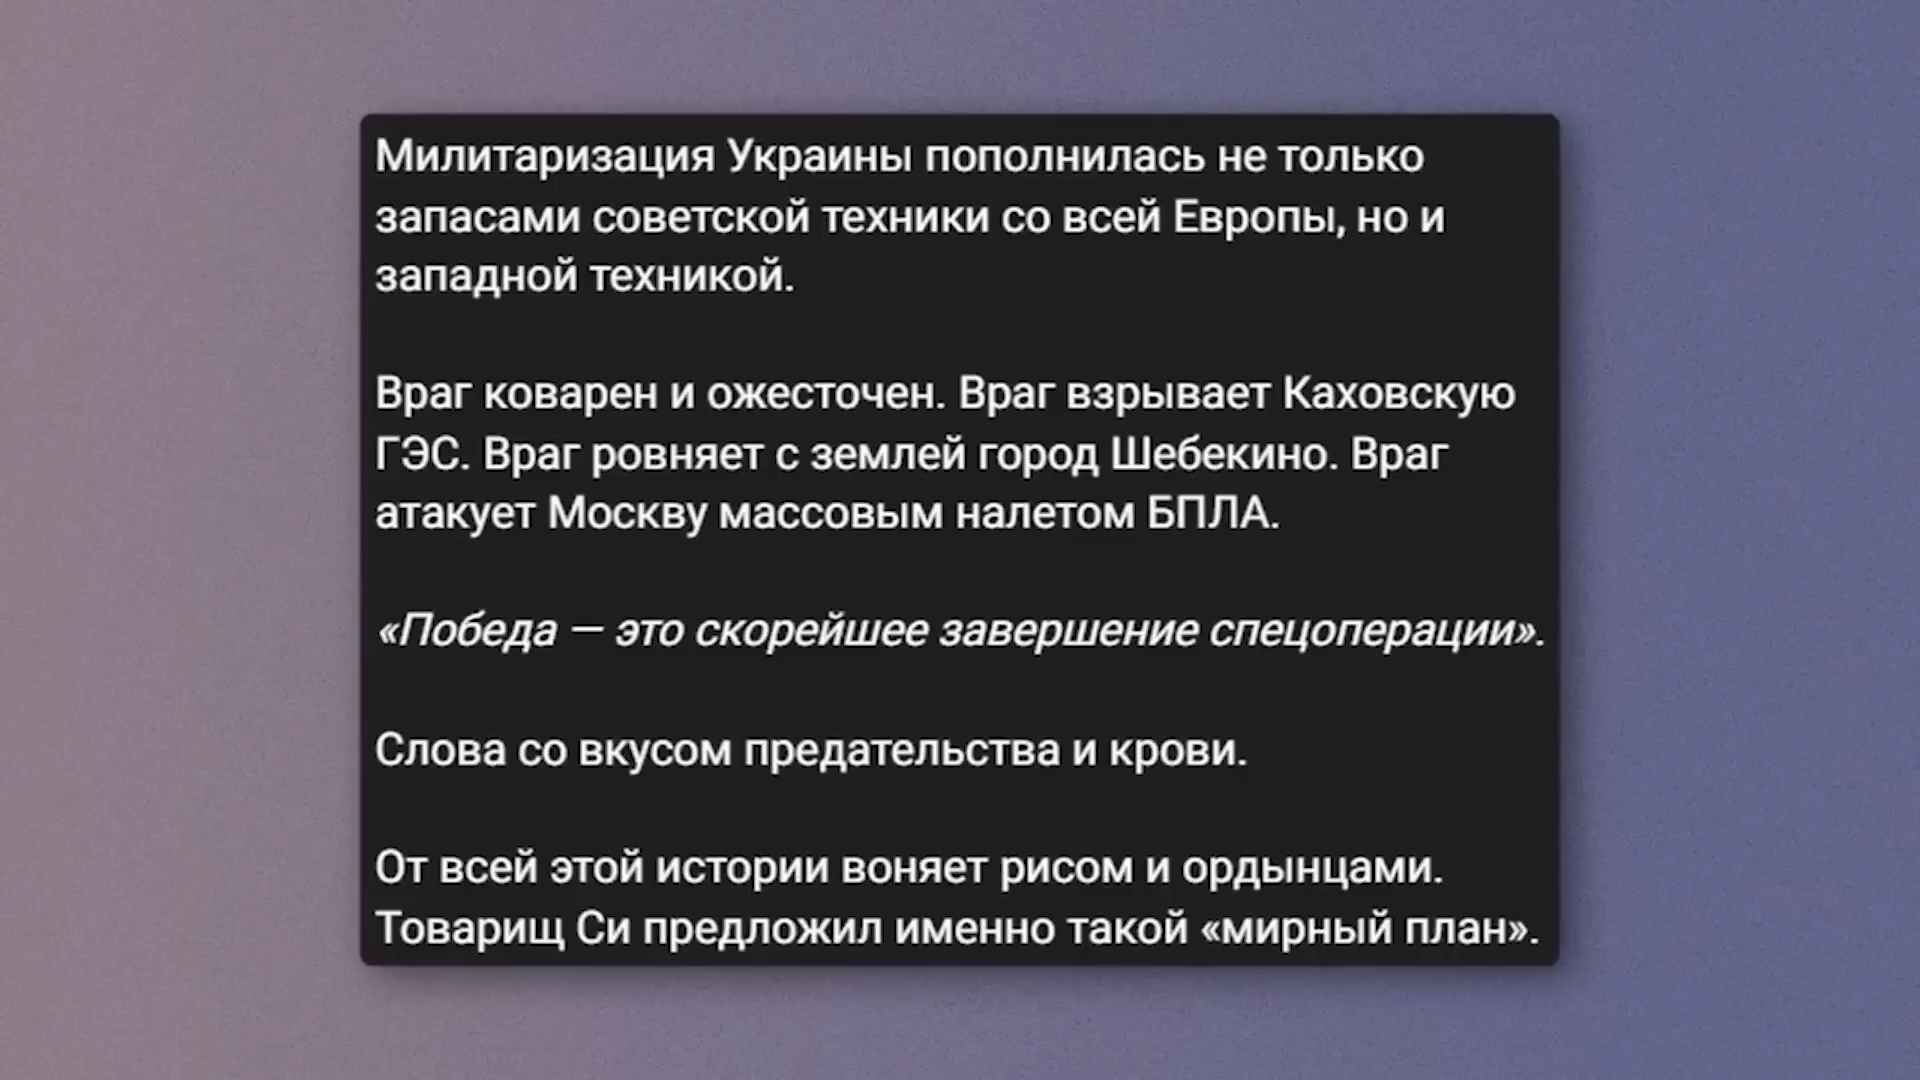 Милитаризация Украины пополнилась не только
запасами советской техники со всей Европы, но и
западной техникой.
Враг коварен и ожесточен. Враг взрывает Каховскую
ГЭС. Враг ровняет с землей город Шебекино. Враг
атакует Москву массовым налетом БПЛА.
«Победа — это скорейшее завершение спецоперации».
Слова со вкусом предательства и крови.
От всей этой истории воняет рисом и ордынцами.
Товарищ Си предложил именно такой «мирный план».